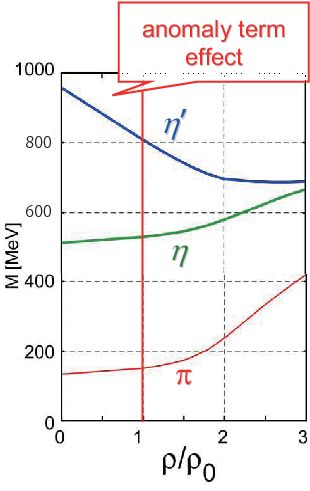 anomaly term
effect
1000
800
600
400
200
0
M [MeV]
η′
η
π
0
1
2
3
ρ/ρ0